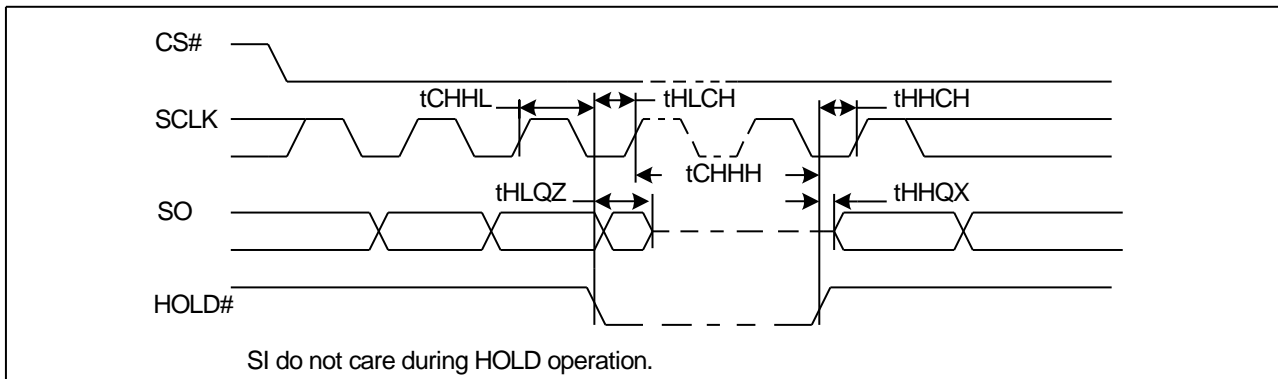 CS#
tCHHL
tHLCH
tHHCH
SCLK
tCHHH
tHLQZ
tHHQX
SO
HOLD#
SI do not care during HOLD operation.